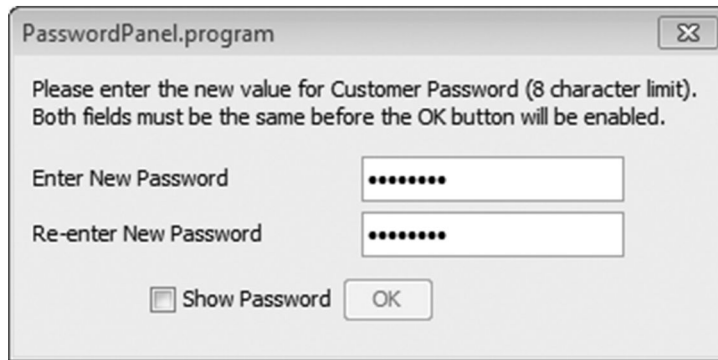 PasswordPanel.program
Please enter the new value for Customer Password (8 character limit).
Both fields must be the same before the OK button will be enabled.
Enter New Password ••••••••
Re-enter New Password ••••••••
Show Password OK